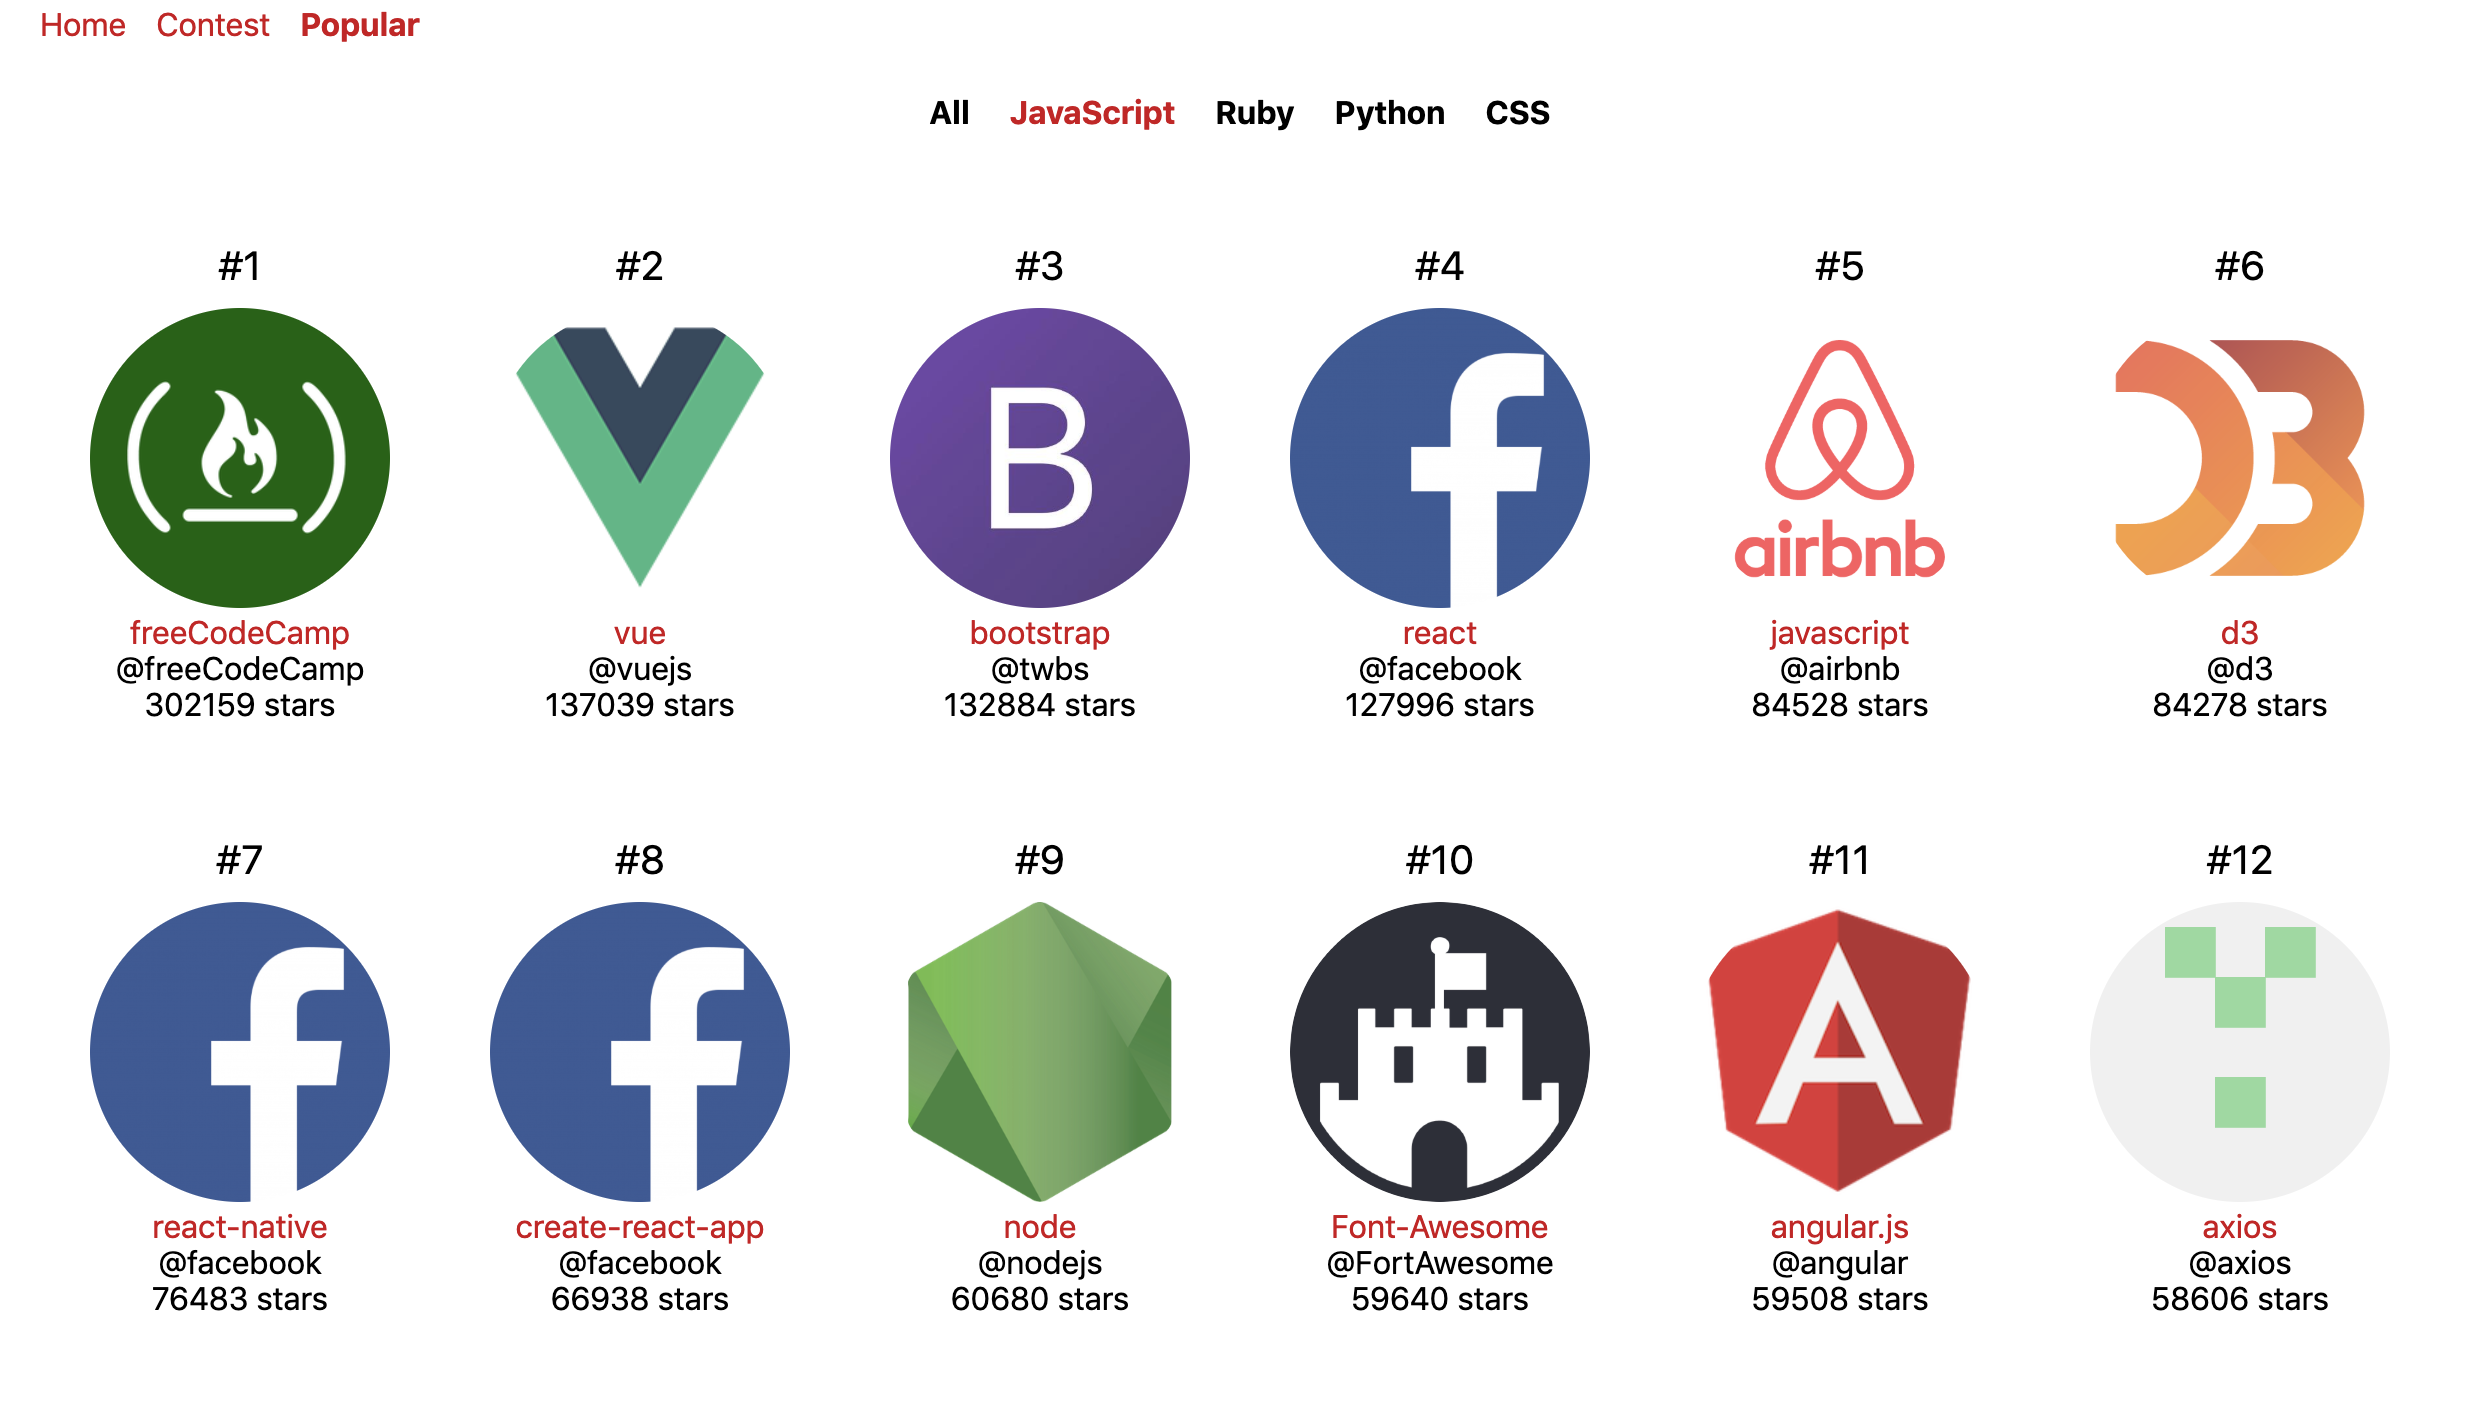 Home Contest Popular
All JavaScript Ruby Python CSS
#1 #2 #3 #4 #5 #6
B
airbnb
freeCodeCamp vue bootstrap react javascript d3
@freeCodeCamp @vuejs @twbs @facebook @airbnb @d3
302159 stars 137039 stars 132884 stars 127996 stars 84528 stars 84278 stars
#7 #8 #9 #10 #11 #12
react-native create-react-app node Font-Awesome angular.js axios
@facebook @facebook @nodejs @FortAwesome @angular @axios
76483 stars 66938 stars 60680 stars 59640 stars 59508 stars 58606 stars